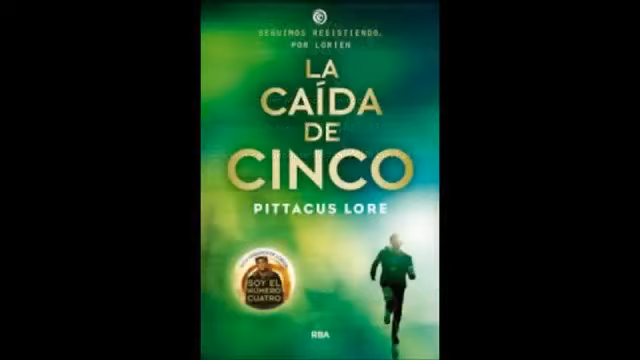 SEGUIMOS RESISTIENDO,
POR LORIEN
LA
CAÍDA
DE
CINCO
PITTACUS LORE
SOY EL
NÚMERO
CUATRO
RBA